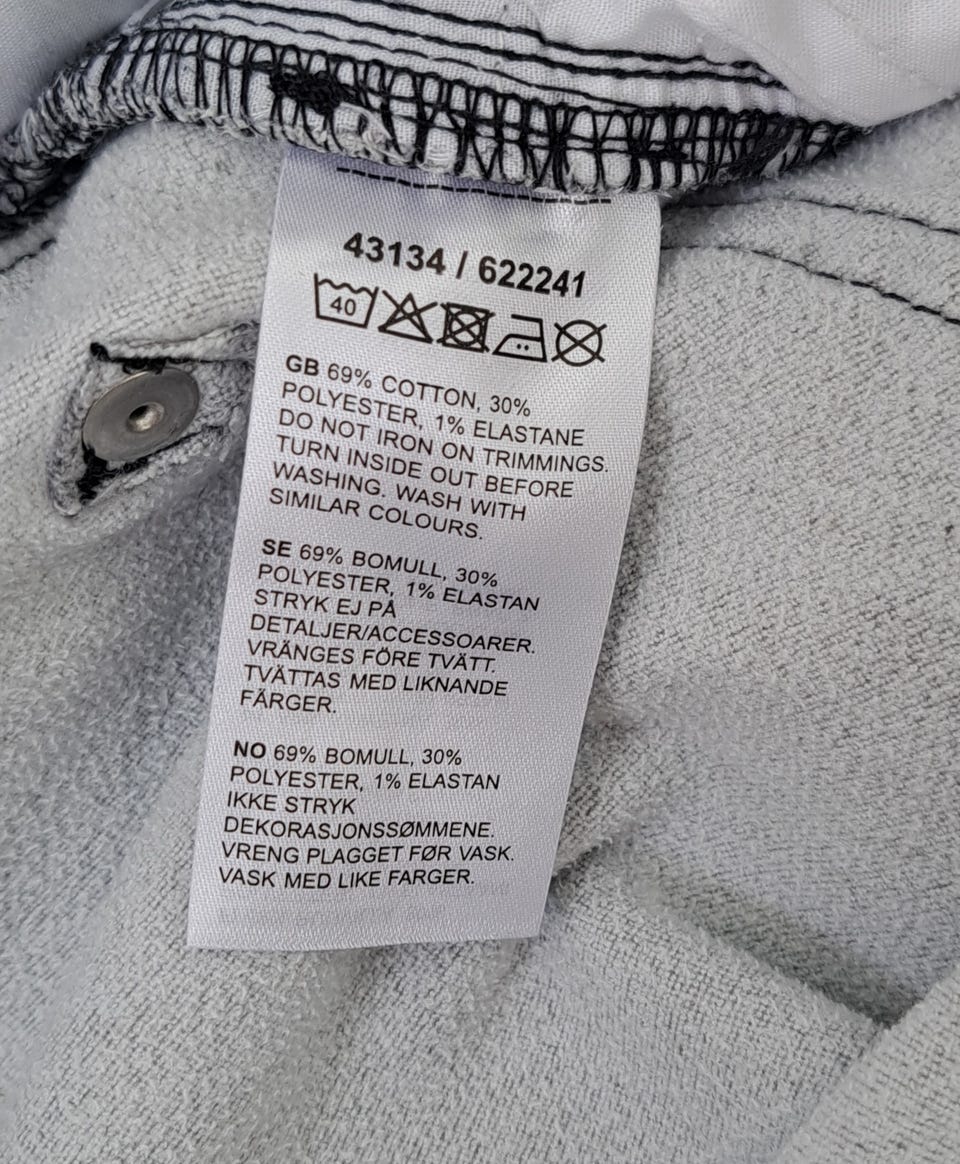 43134 / 622241
40
GB 69% COTTON, 30%
POLYESTER, 1% ELASTANE
DO NOT IRON ON TRIMMINGS.
TURN INSIDE OUT BEFORE
WASHING. WASH WITH
SIMILAR COLOURS.
SE 69% BOMULL, 30%
POLYESTER, 1% ELASTAN
STRYK EJ PÅ
DETALJER/ACCESSOARER.
VRÄNGES FÖRE TVÄTT.
TVÄTTAS MED LIKNANDE
FÄRGER.
NO 69% BOMULL, 30%
POLYESTER, 1% ELASTAN
IKKE STRYK
DEKORASJONSSØMMENE.
VRENG PLAGGET FØR VASK.
VASK MED LIKE FARGER.